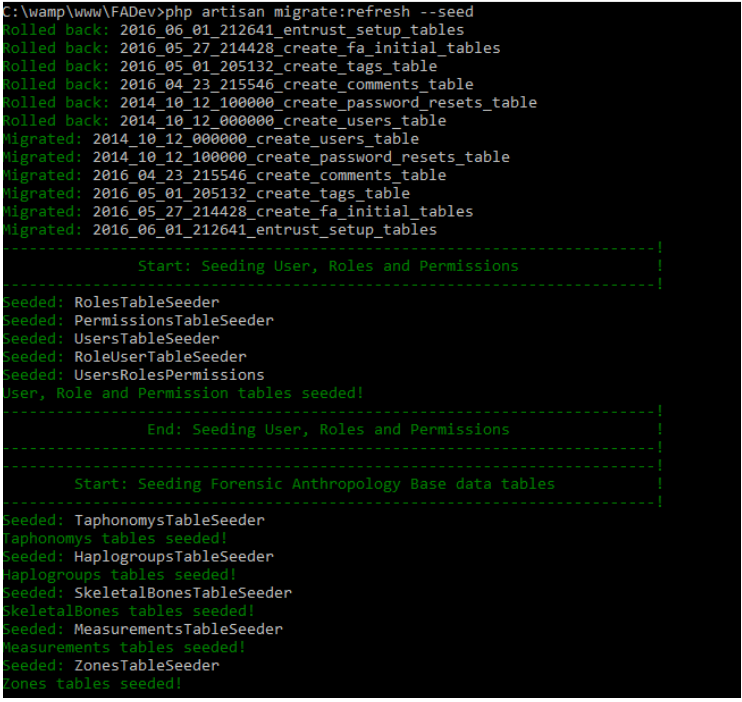 C:\wamp\www\FADev>php artisan migrate:refresh --seed
Rolled back: 2016_06_01_212641_entrust_setup_tables
Rolled back: 2016_05_27_214428_create_fa_initial_tables
Rolled back: 2016_05_01_205132_create_tags_table
Rolled back: 2016_04_23_215546_create_comments_table
Rolled back: 2014_10_12_100000_create_password_resets_table
Rolled back: 2014_10_12_000000_create_users_table
Migrated: 2014_10_12_000000_create_users_table
Migrated: 2014_10_12_100000_create_password_resets_table
Migrated: 2016_04_23_215546_create_comments_table
Migrated: 2016_05_01_205132_create_tags_table
Migrated: 2016_05_27_214428_create_fa_initial_tables
Migrated: 2016_06_01_212641_entrust_setup_tables
------------------------------------------------------------------------!
Start: Seeding User, Roles and Permissions !
------------------------------------------------------------------------!
Seeded: RolesTableSeeder
Seeded: PermissionsTableSeeder
Seeded: UsersTableSeeder
Seeded: RoleUserTableSeeder
Seeded: UsersRolesPermissions
User, Role and Permission tables seeded!
------------------------------------------------------------------------!
End: Seeding User, Roles and Permissions !
------------------------------------------------------------------------!
------------------------------------------------------------------------!
Start: Seeding Forensic Anthropology Base data tables !
------------------------------------------------------------------------!
Seeded: TaphonomysTableSeeder
Taphonomys tables seeded!
Seeded: HaplogroupsTableSeeder
Haplogroups tables seeded!
Seeded: SkeletalBonesTableSeeder
SkeletalBones tables seeded!
Seeded: MeasurementsTableSeeder
Measurements tables seeded!
Seeded: ZonesTableSeeder
Zones tables seeded!